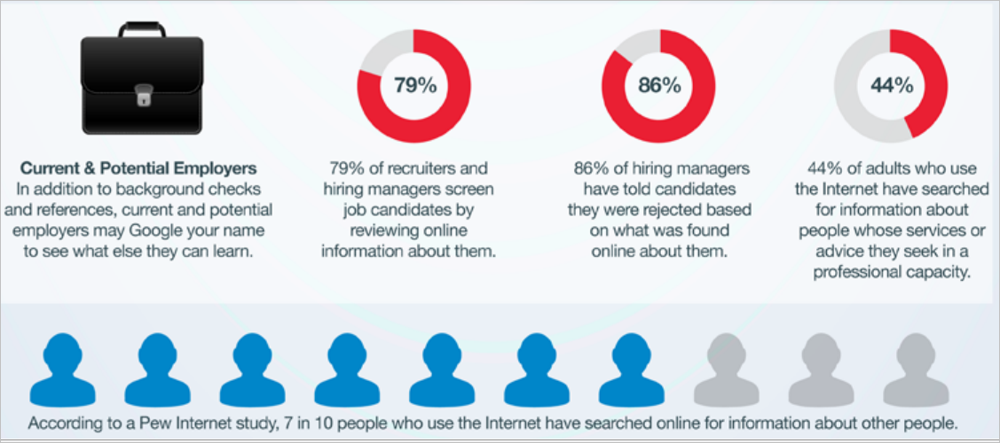 79%
86%
44%
Current & Potential Employers
In addition to background checks
and references, current and potential
employers may Google your name
to see what else they can learn.
79% of recruiters and
hiring managers screen
job candidates by
reviewing online
information about them.
86% of hiring managers
have told candidates
they were rejected based
on what was found
online about them.
44% of adults who use
the Internet have searched
for information about
people whose services or
advice they seek in a
professional capacity.
According to a Pew Internet study, 7 in 10 people who use the Internet have searched online for information about other people.